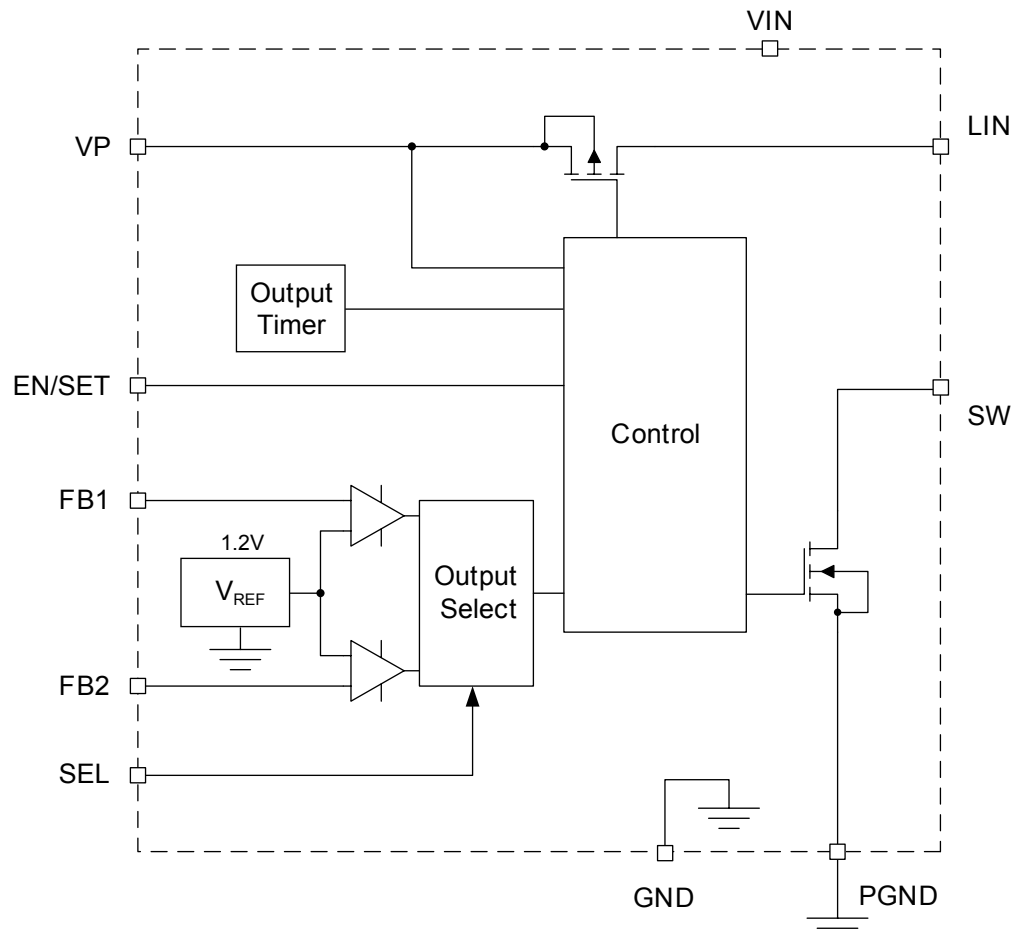 VIN
VP
LIN
Output
Timer
EN/SET
SW
Control
FB1
1.2V
VREF
Output
Select
FB2
SEL
GND
PGND